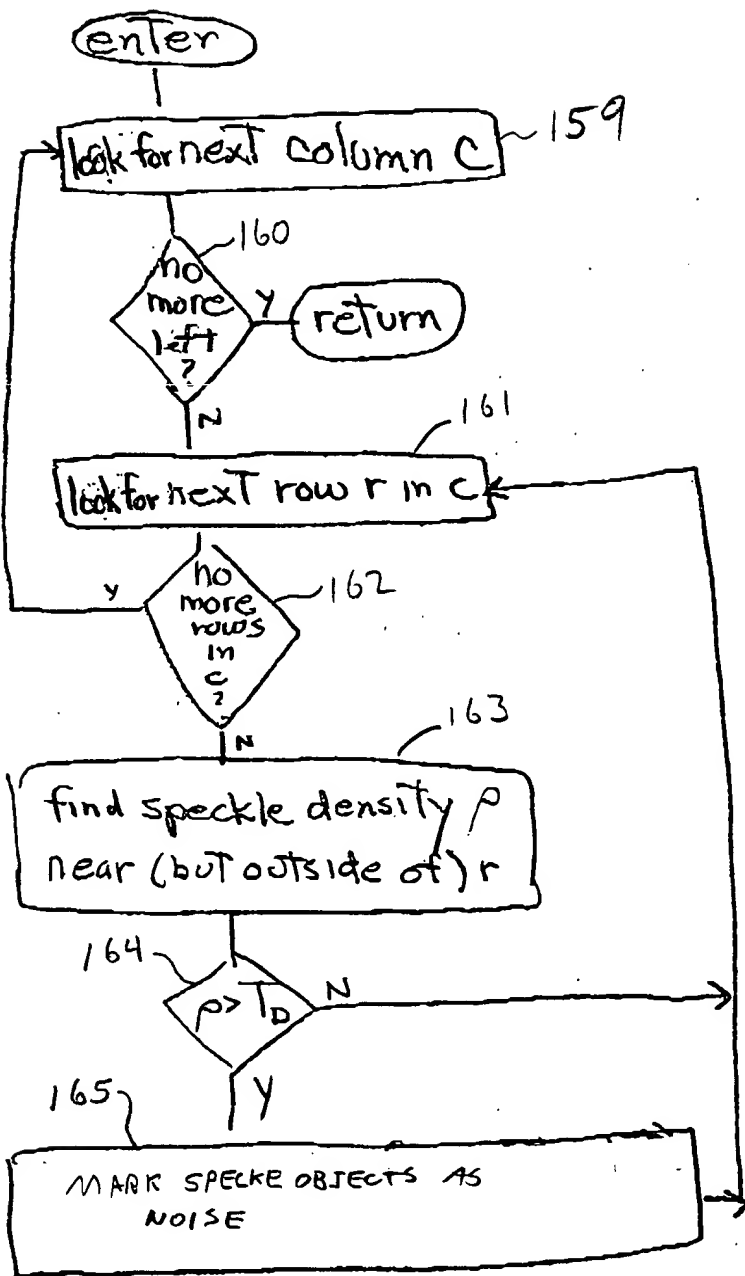 enter
look for next column C
159
160
no
more
left
?
Y
return
N
161
look for next row r in c
162
no
more
rows
in
c
?
Y
N
163
find speckle density ρ
near (but outside of) r
164
ρ> T_D
N
Y
165
MARK SPECKE OBJECTS AS
NOISE